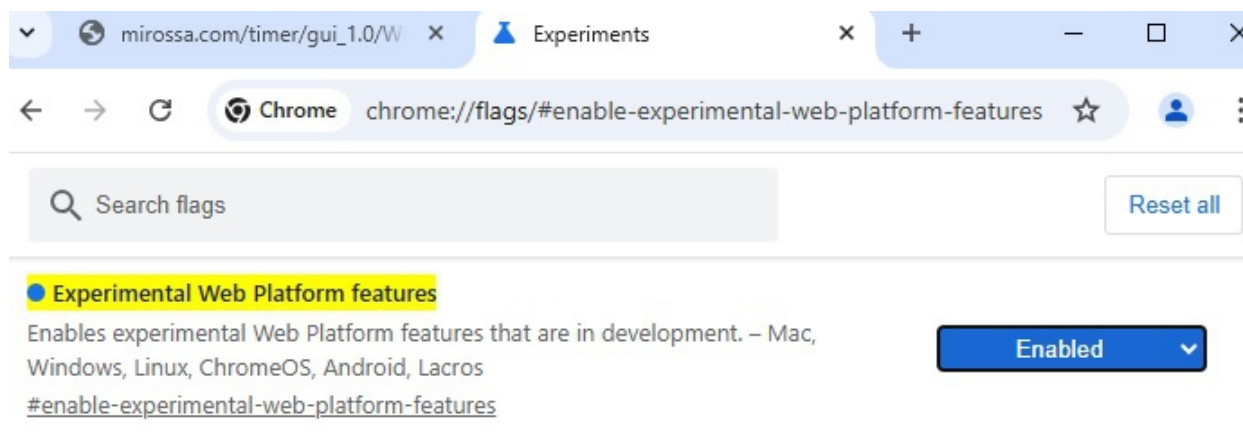 mirossa.com/timer/gui_1.0/W
Experiments
Chrome chrome://flags/#enable-experimental-web-platform-features
Search flags
Reset all
Experimental Web Platform features
Enables experimental Web Platform features that are in development. – Mac,
Windows, Linux, ChromeOS, Android, Lacros
Enabled
#enable-experimental-web-platform-features